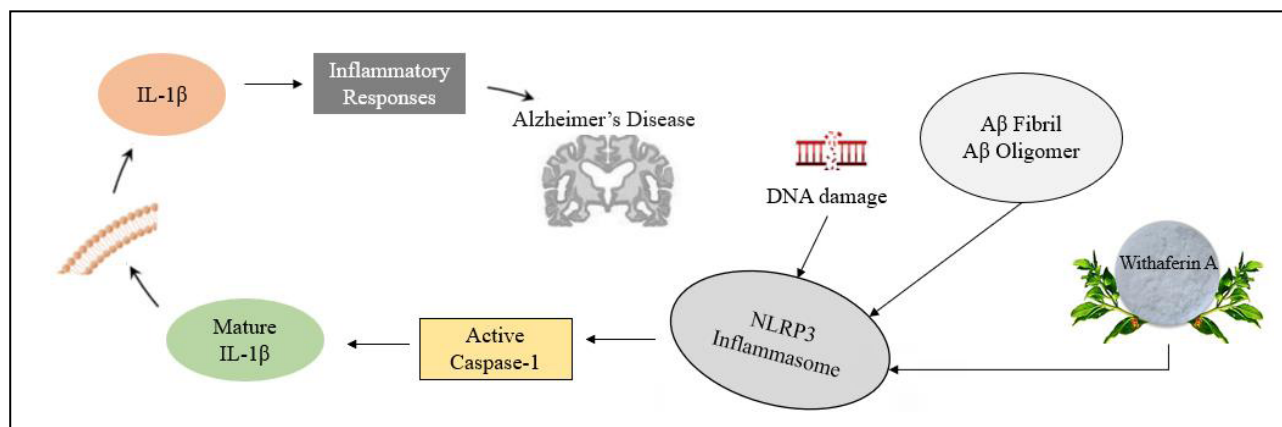 IL-1β
Inflammatory
Responses
Alzheimer's Disease
Aβ Fibril
Aβ Oligomer
DNA damage
Withaferin A
NLRP3
Inflammasome
Active
Caspase-1
Mature
IL-1β